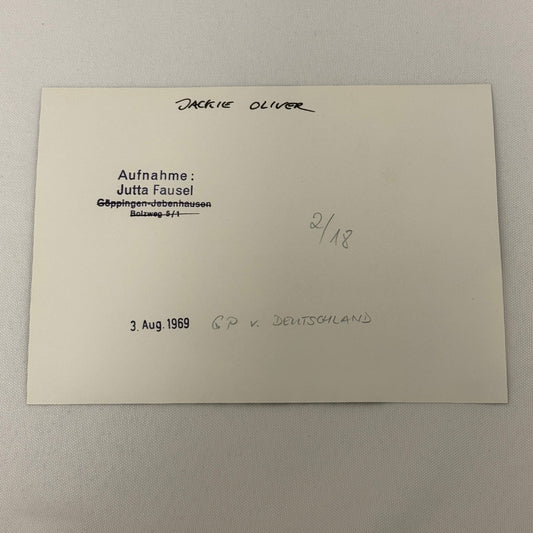 JACKIE OLIVER
Aufnahme:
Jutta Fausel
Göppingen-Jebenhausen
Bolzweg 5/1
2/18
3. Aug. 1969 GP v. DEUTSCHLAND